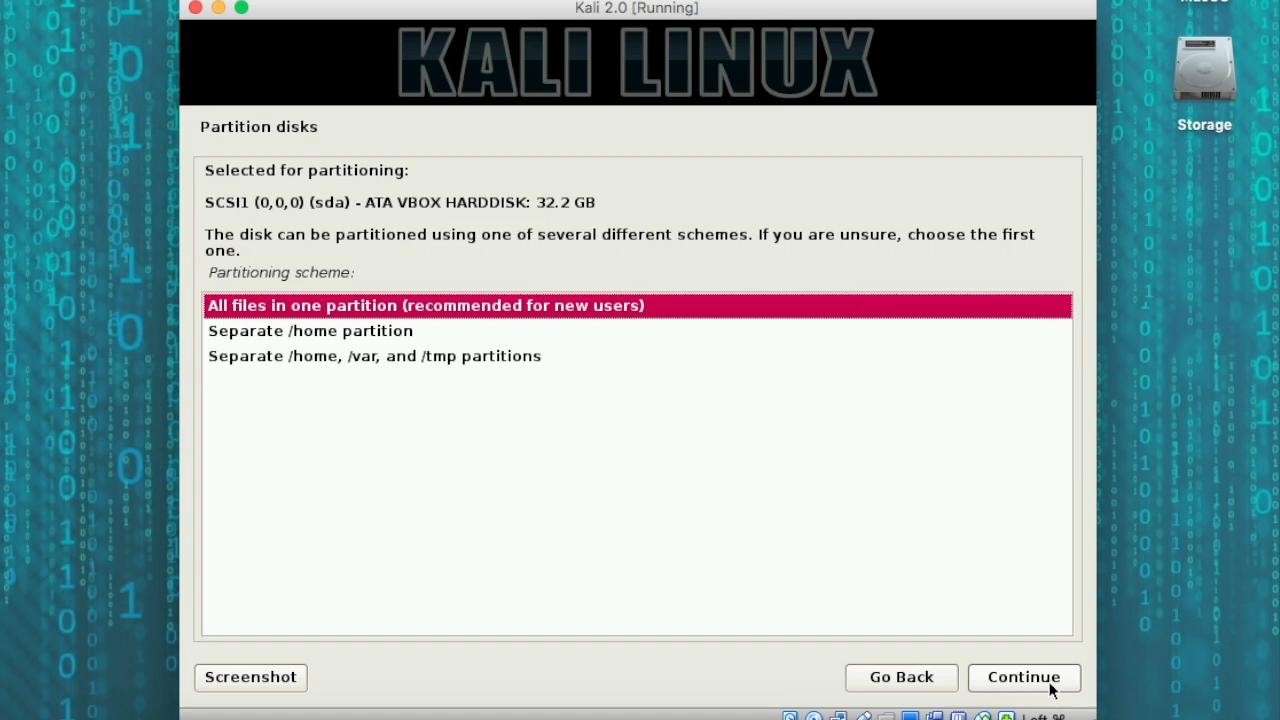 Kali 2.0 [Running]
KALI LINUX
Storage
Partition disks
Selected for partitioning:
SCSI1 (0,0,0) (sda) - ATA VBOX HARDDISK: 32.2 GB
The disk can be partitioned using one of several different schemes. If you are unsure, choose the first
one.
Partitioning scheme:
All files in one partition (recommended for new users)
Separate /home partition
Separate /home, /var, and /tmp partitions
Screenshot
Go Back
Continue
Left ⌘